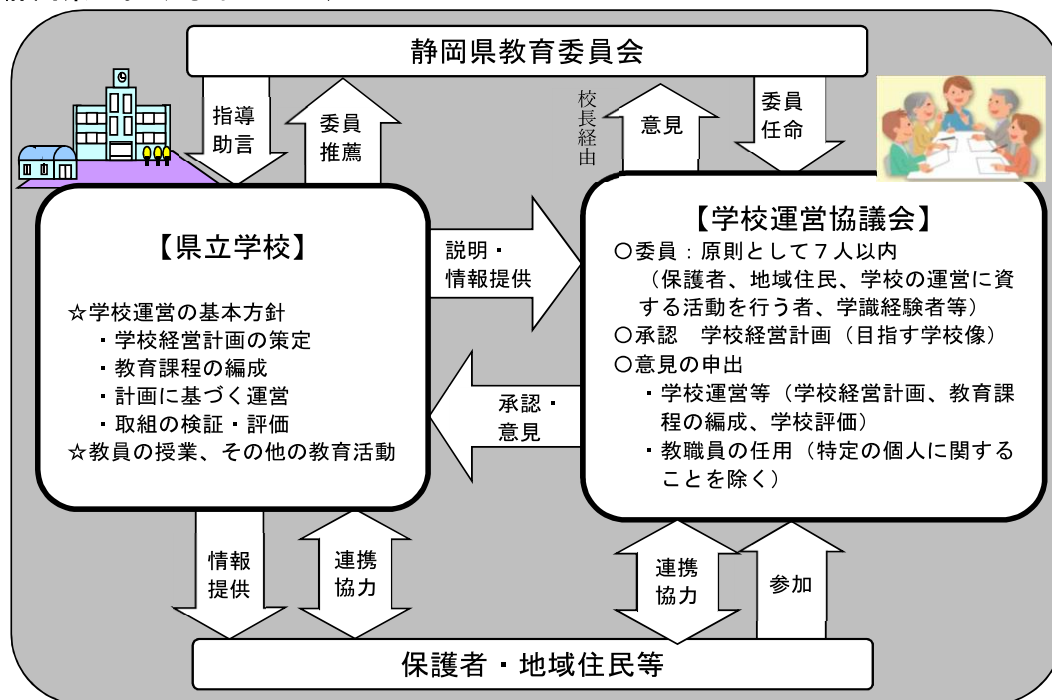 静岡県教育委員会
指導
助言
委員
推薦
校長経由
意見
委員
任命
【県立学校】
☆学校運営の基本方針
・学校経営計画の策定
・教育課程の編成
・計画に基づく運営
・取組の検証・評価
☆教員の授業、その他の教育活動
説明・
情報提供
承認・
意見
【学校運営協議会】
○委員：原則として７人以内
（保護者、地域住民、学校の運営に資
する活動を行う者、学識経験者等）
○承認　学校経営計画（目指す学校像）
○意見の申出
・学校運営等（学校経営計画、教育課
程の編成、学校評価）
・教職員の任用（特定の個人に関する
ことを除く）
情報
提供
連携
協力
連携
協力
参加
保護者・地域住民等